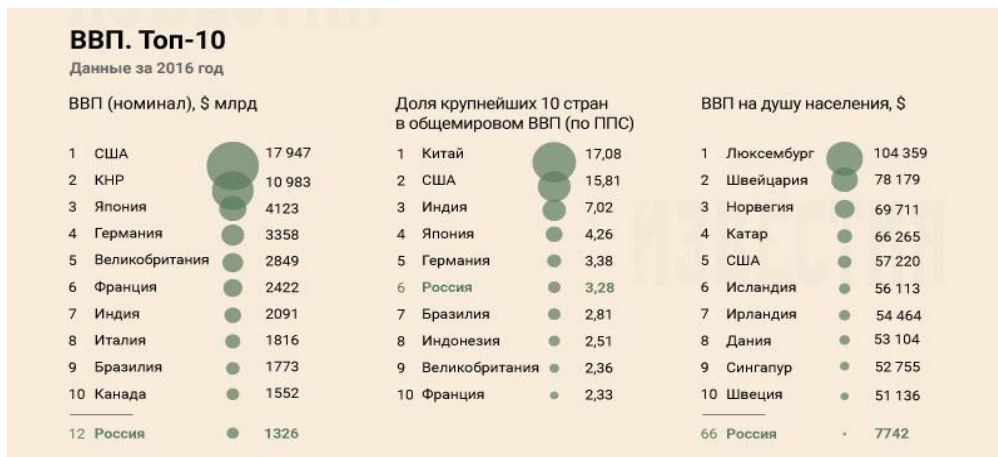 ВВП. Топ-10
Данные за 2016 год
ВВП (номинал), $ млрд
1 США 17 947
2 КНР 10 983
3 Япония 4123
4 Германия 3358
5 Великобритания 2849
6 Франция 2422
7 Индия 2091
8 Италия 1816
9 Бразилия 1773
10 Канада 1552
12 Россия 1326
Доля крупнейших 10 стран
в общемировом ВВП (по ППС)
1 Китай 17,08
2 США 15,81
3 Индия 7,02
4 Япония 4,26
5 Германия 3,38
6 Россия 3,28
7 Бразилия 2,81
8 Индонезия 2,51
9 Великобритания 2,36
10 Франция 2,33
ВВП на душу населения, $
1 Люксембург 104 359
2 Швейцария 78 179
3 Норвегия 69 711
4 Катар 66 265
5 США 57 220
6 Исландия 56 113
7 Ирландия 54 464
8 Дания 53 104
9 Сингапур 52 755
10 Швеция 51 136
66 Россия 7742